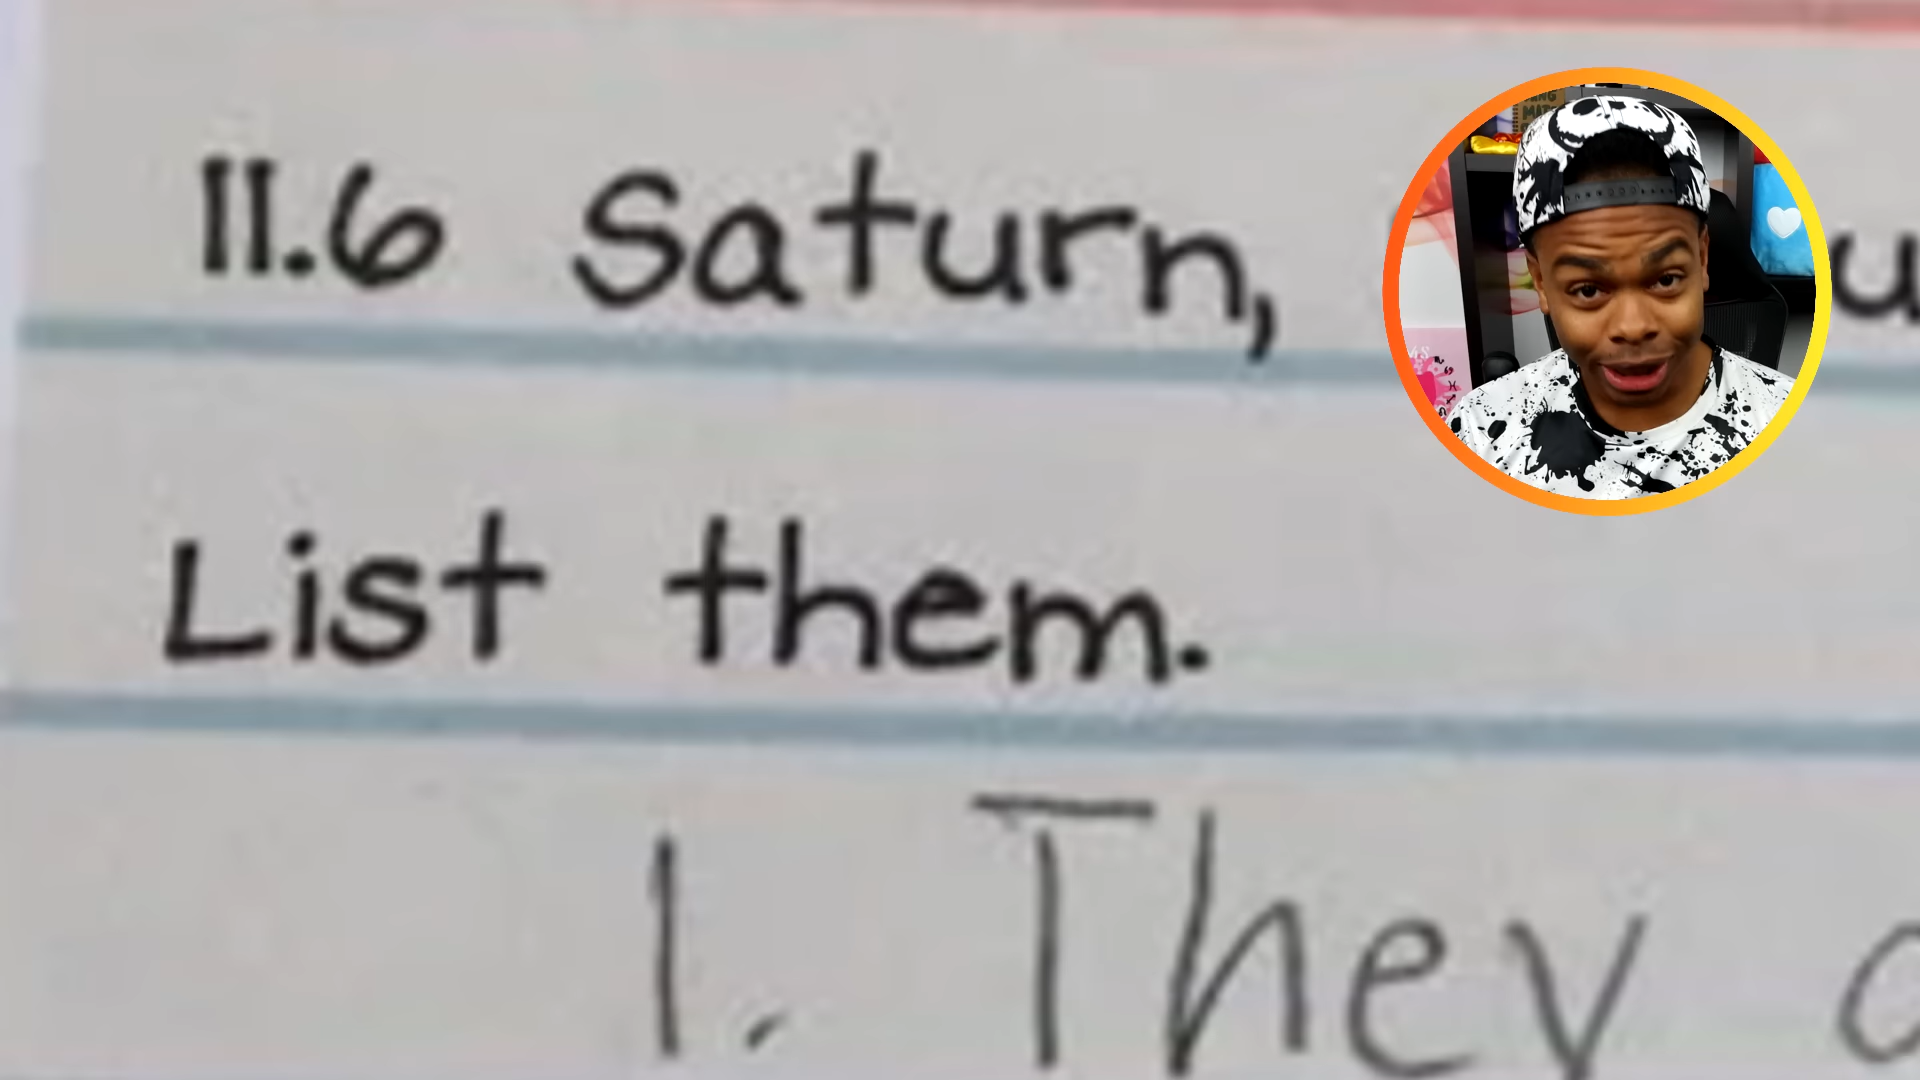 11.6 Saturn, u
List them.
1. They